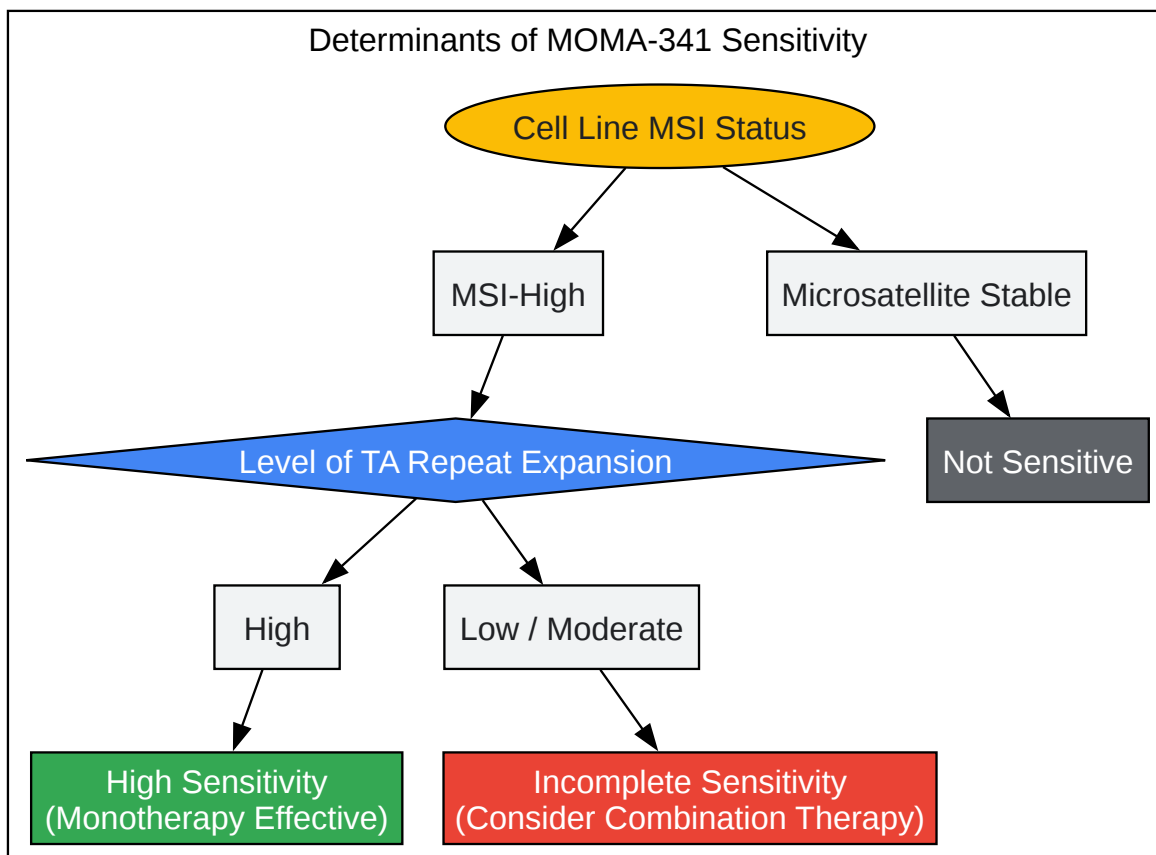 Determinants of MOMA-341 Sensitivity
Cell Line MSI Status
MSI-High
Microsatellite Stable
Level of TA Repeat Expansion
Not Sensitive
High
Low / Moderate
High Sensitivity
(Monotherapy Effective)
Incomplete Sensitivity
(Consider Combination Therapy)